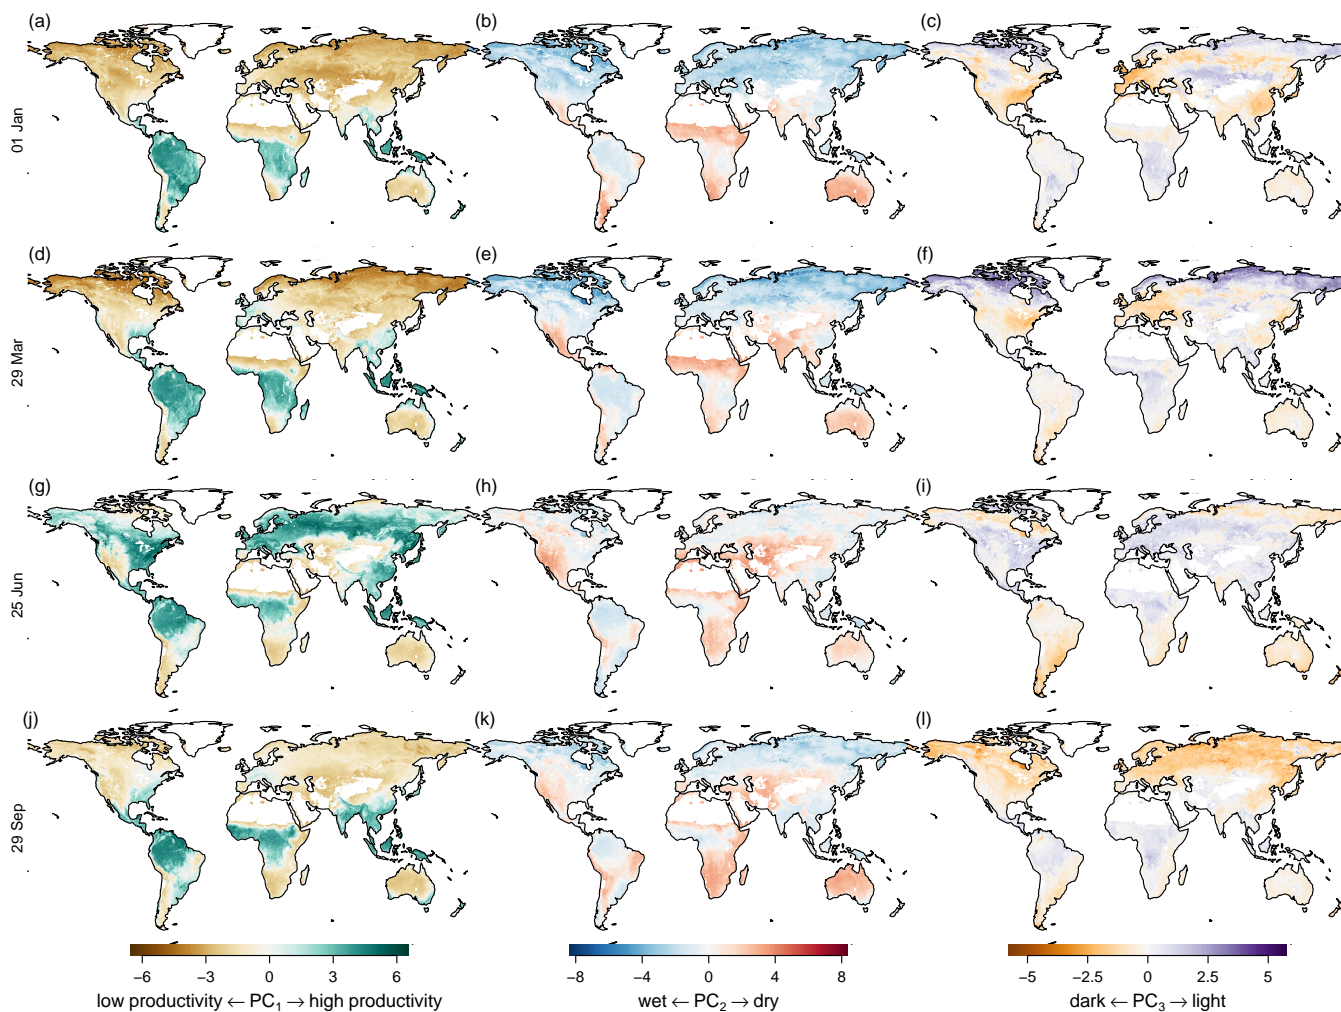 (a) (b) (c)
01 Jan
(d) (e) (f)
29 Mar
(g) (h) (i)
25 Jun
(j) (k) (l)
29 Sep
−6 −3 0 3 6
−8 −4 0 4 8
−5 −2.5 0 2.5 5
low productivity ← PC₁ → high productivity
wet ← PC₂ → dry
dark ← PC₃ → light